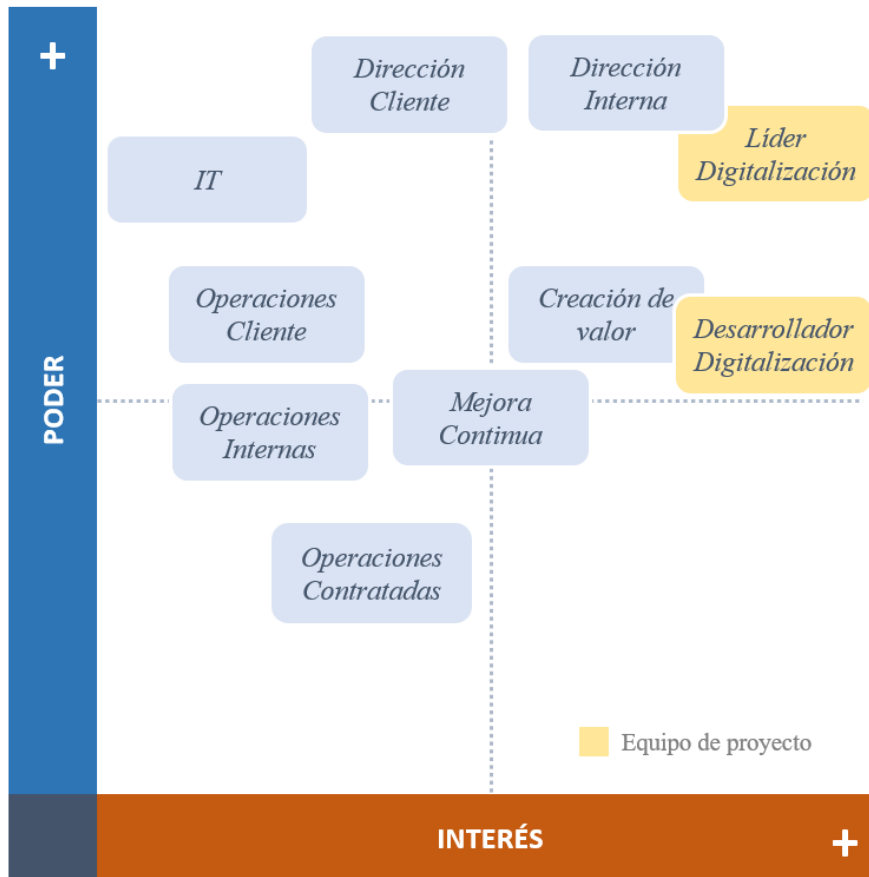 +
Dirección
Cliente
Dirección
Interna
Líder
Digitalización
IT
Operaciones
Cliente
Creación de
valor
Desarrollador
Digitalización
PODER
Operaciones
Internas
Mejora
Continua
Operaciones
Contratadas
Equipo de proyecto
INTERÉS
+